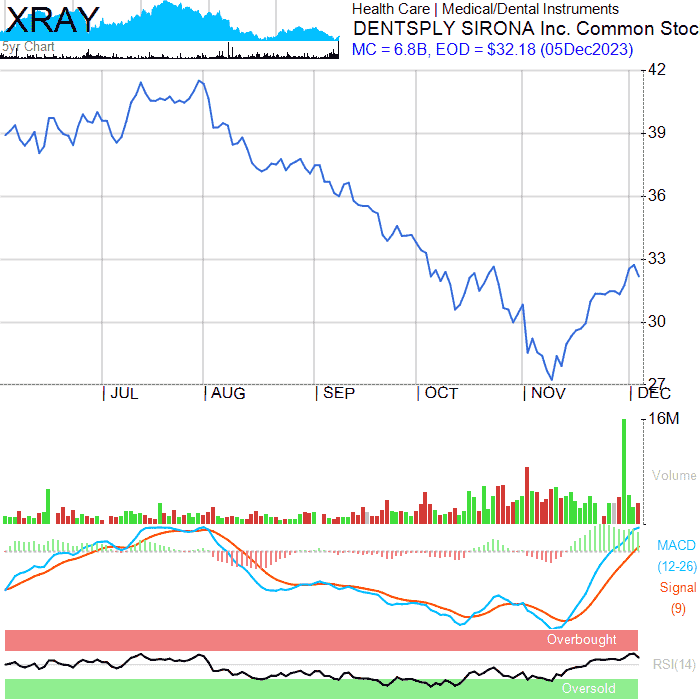 XRAY
5yr Chart
Health Care | Medical/Dental Instruments
DENTSPLY SIRONA Inc. Common Stoc
MC = 6.8B, EOD = $32.18 (05Dec2023)
42
39
36
33
30
27
JUL AUG SEP OCT NOV DEC
16M
Volume
MACD
(12-26)
Signal
(9)
Overbought
RSI(14)
Oversold